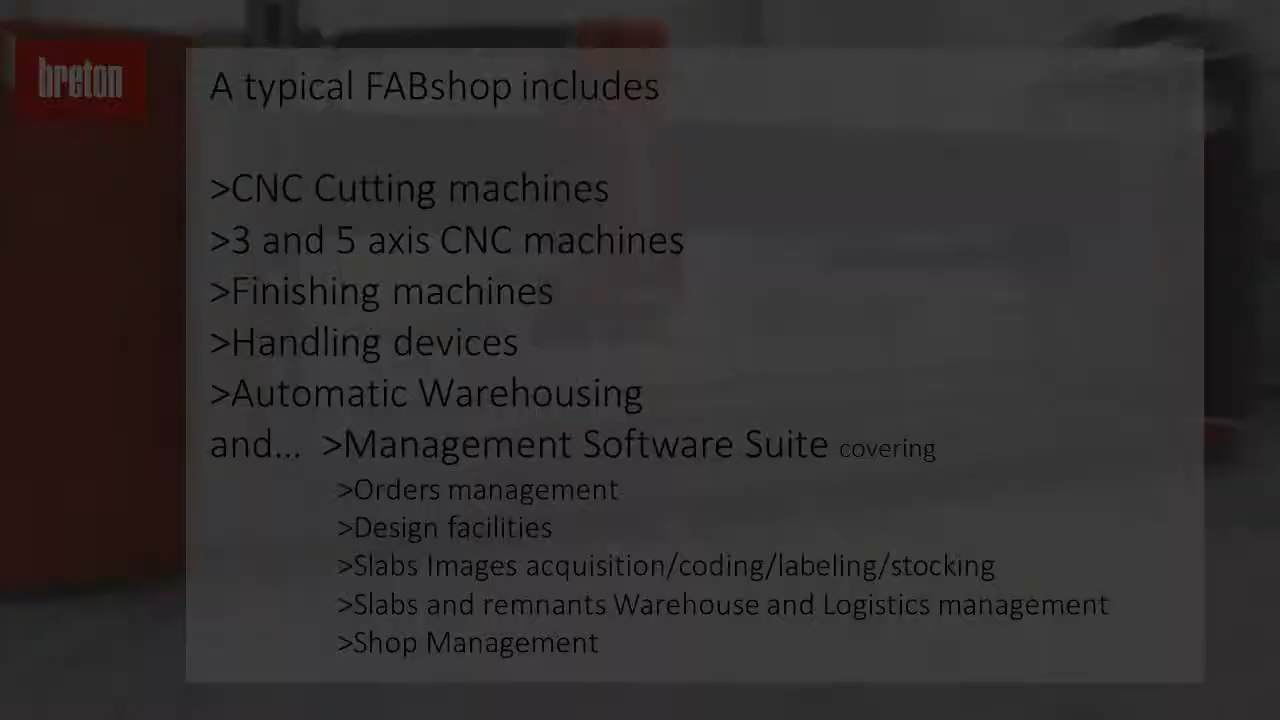 breton
A typical FABshop includes
>CNC Cutting machines
>3 and 5 axis CNC machines
>Finishing machines
>Handling devices
>Automatic Warehousing
and... >Management Software Suite covering
>Orders management
>Design facilities
>Slabs Images acquisition/coding/labeling/stocking
>Slabs and remnants Warehouse and Logistics management
>Shop Management